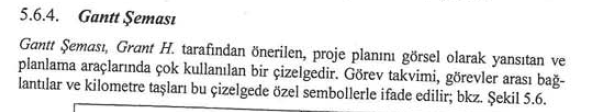 5.6.4. Gantt Şeması
Gantt Şeması, Grant H. tarafından önerilen, proje planını görsel olarak yansıtan ve
planlama araçlarında çok kullanılan bir çizelgedir. Görev takvimi, görevler arası bağ-
lantılar ve kilometre taşları bu çizelgede özel sembollerle ifade edilir; bkz. Şekil 5.6.